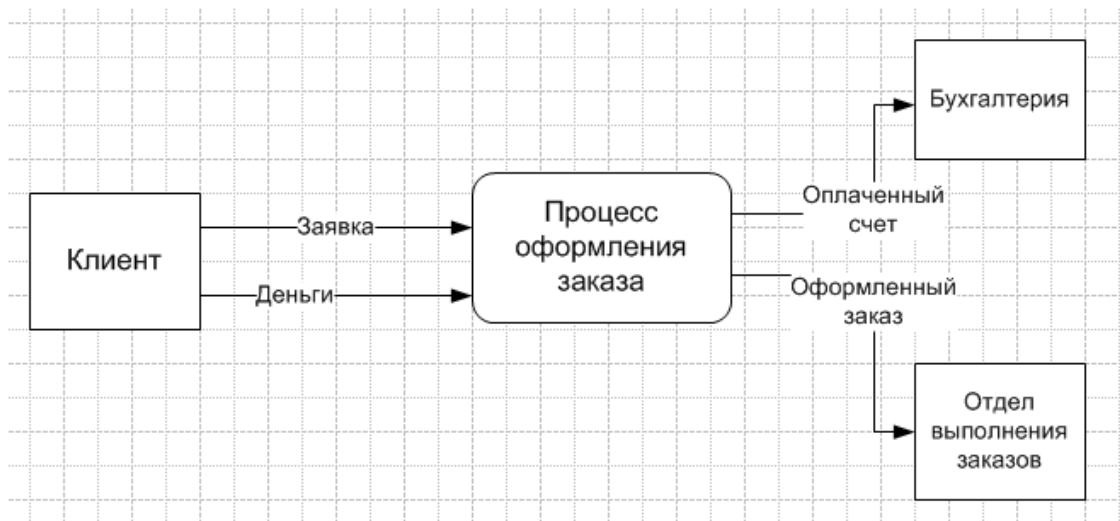 Клиент
Заявка
Деньги
Процесс
оформления
заказа
Оплаченный
счет
Оформленный
заказ
Бухгалтерия
Отдел
выполнения
заказов